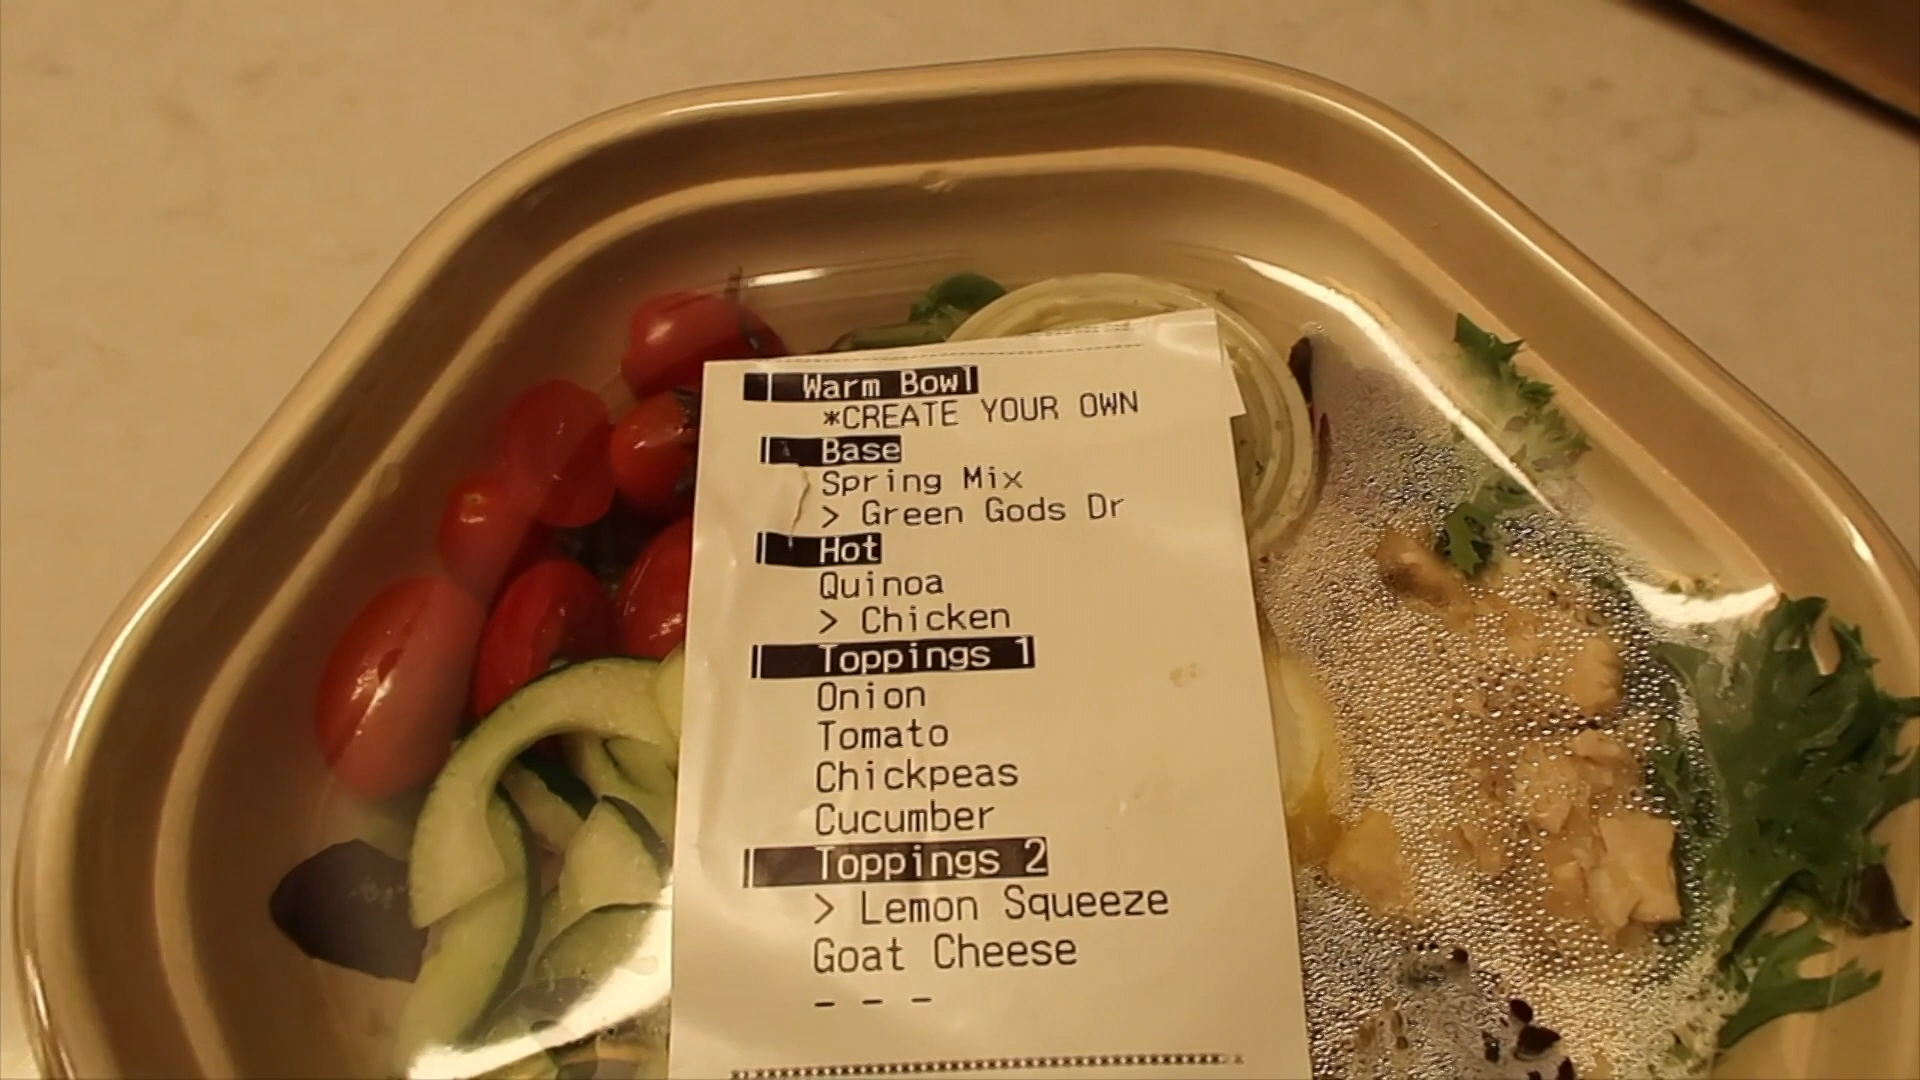 Warm Bowl
*CREATE YOUR OWN
Base
Spring Mix
> Green Gods Dr
Hot
Quinoa
> Chicken
Toppings 1
Onion
Tomato
Chickpeas
Cucumber
Toppings 2
> Lemon Squeeze
Goat Cheese
- - -